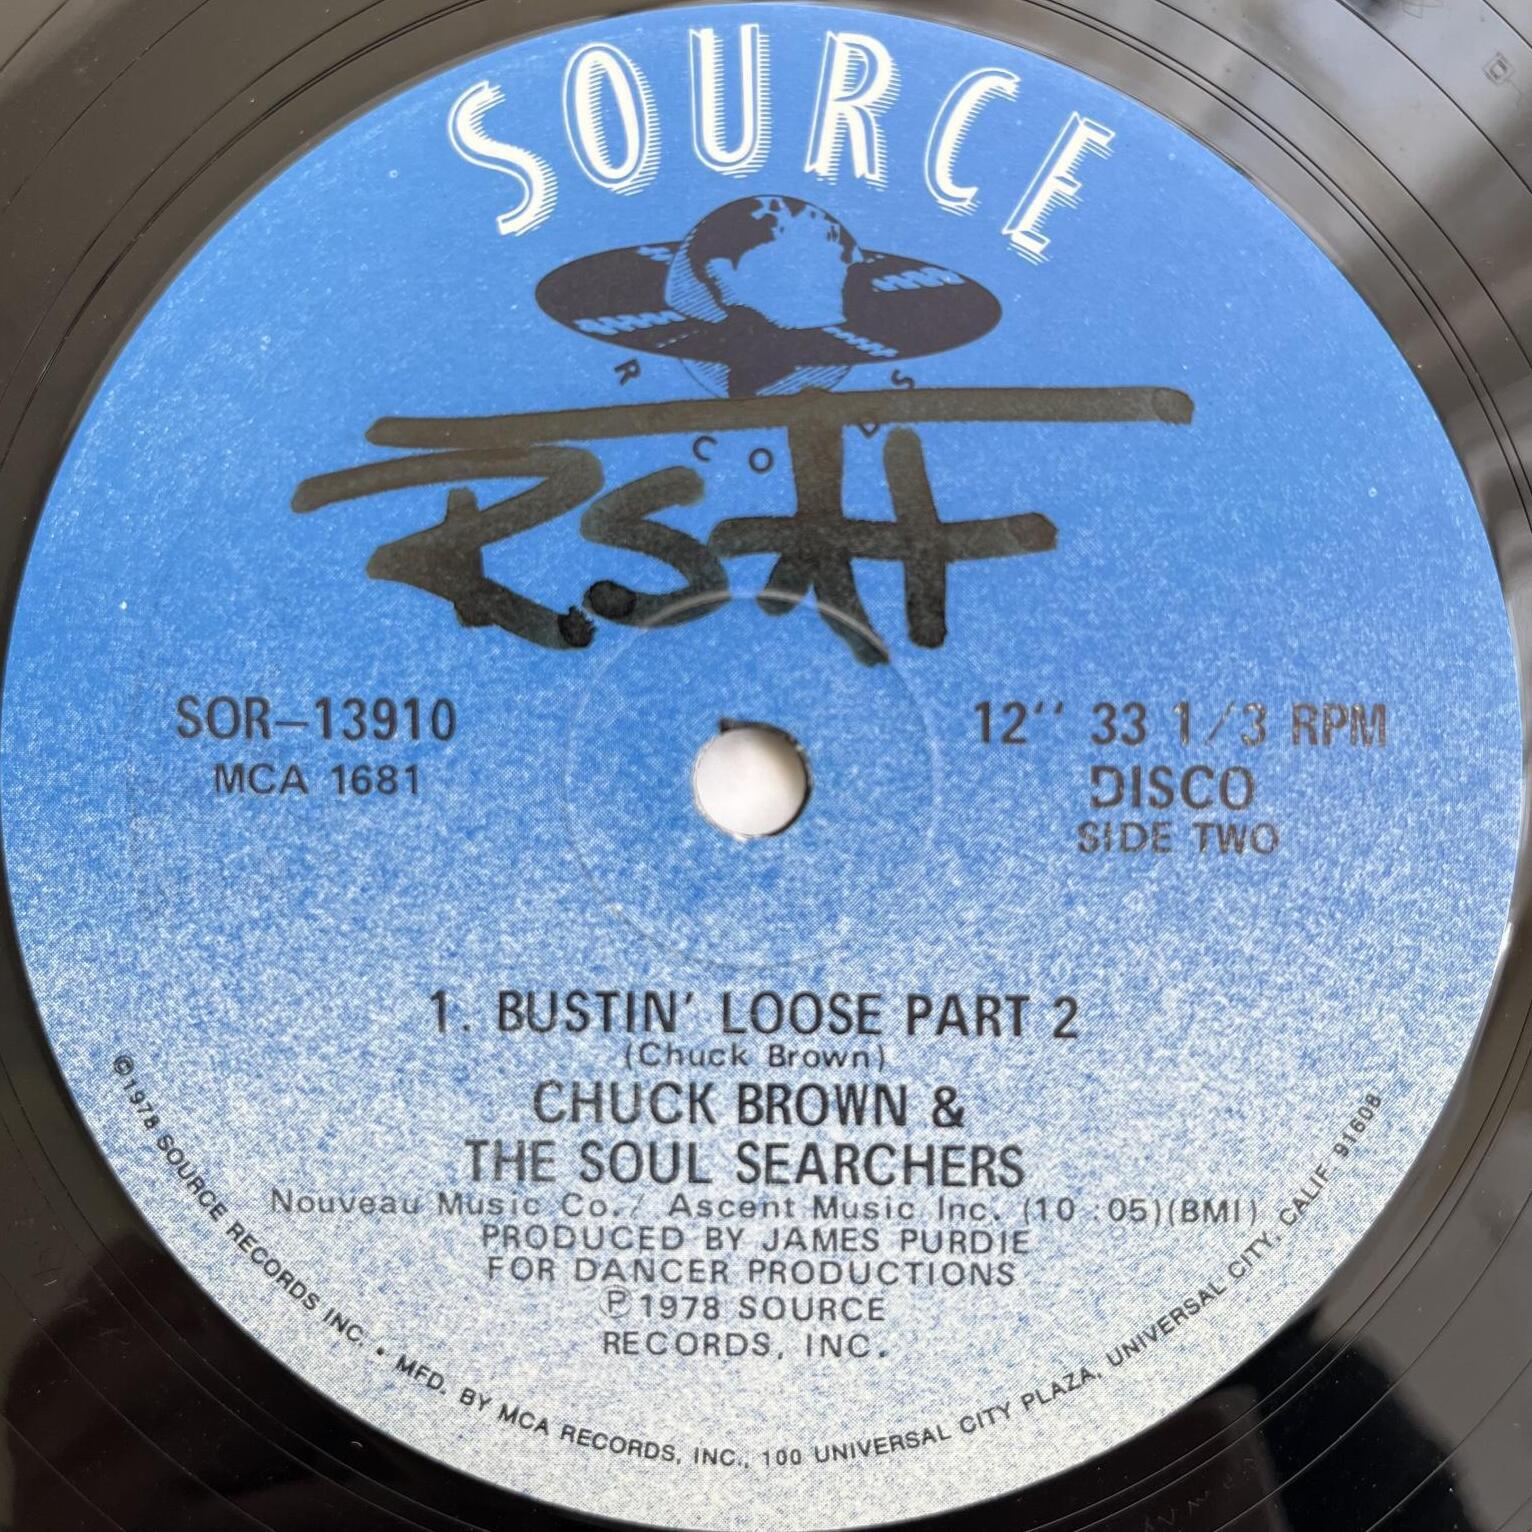 SOURCE
RECORDS
SOR–13910
MCA 1681
12'' 33 1/3 RPM
DISCO
SIDE TWO
1. BUSTIN' LOOSE PART 2
(Chuck Brown)
CHUCK BROWN &
THE SOUL SEARCHERS
Nouveau Music Co./ Ascent Music Inc. (10 :05)(BMI)
PRODUCED BY JAMES PURDIE
FOR DANCER PRODUCTIONS
Ⓟ1978 SOURCE
RECORDS, INC.
©1978 SOURCE RECORDS INC. • MFD. BY MCA RECORDS, INC., 100 UNIVERSAL CITY PLAZA, UNIVERSAL CITY, CALIF. 91608